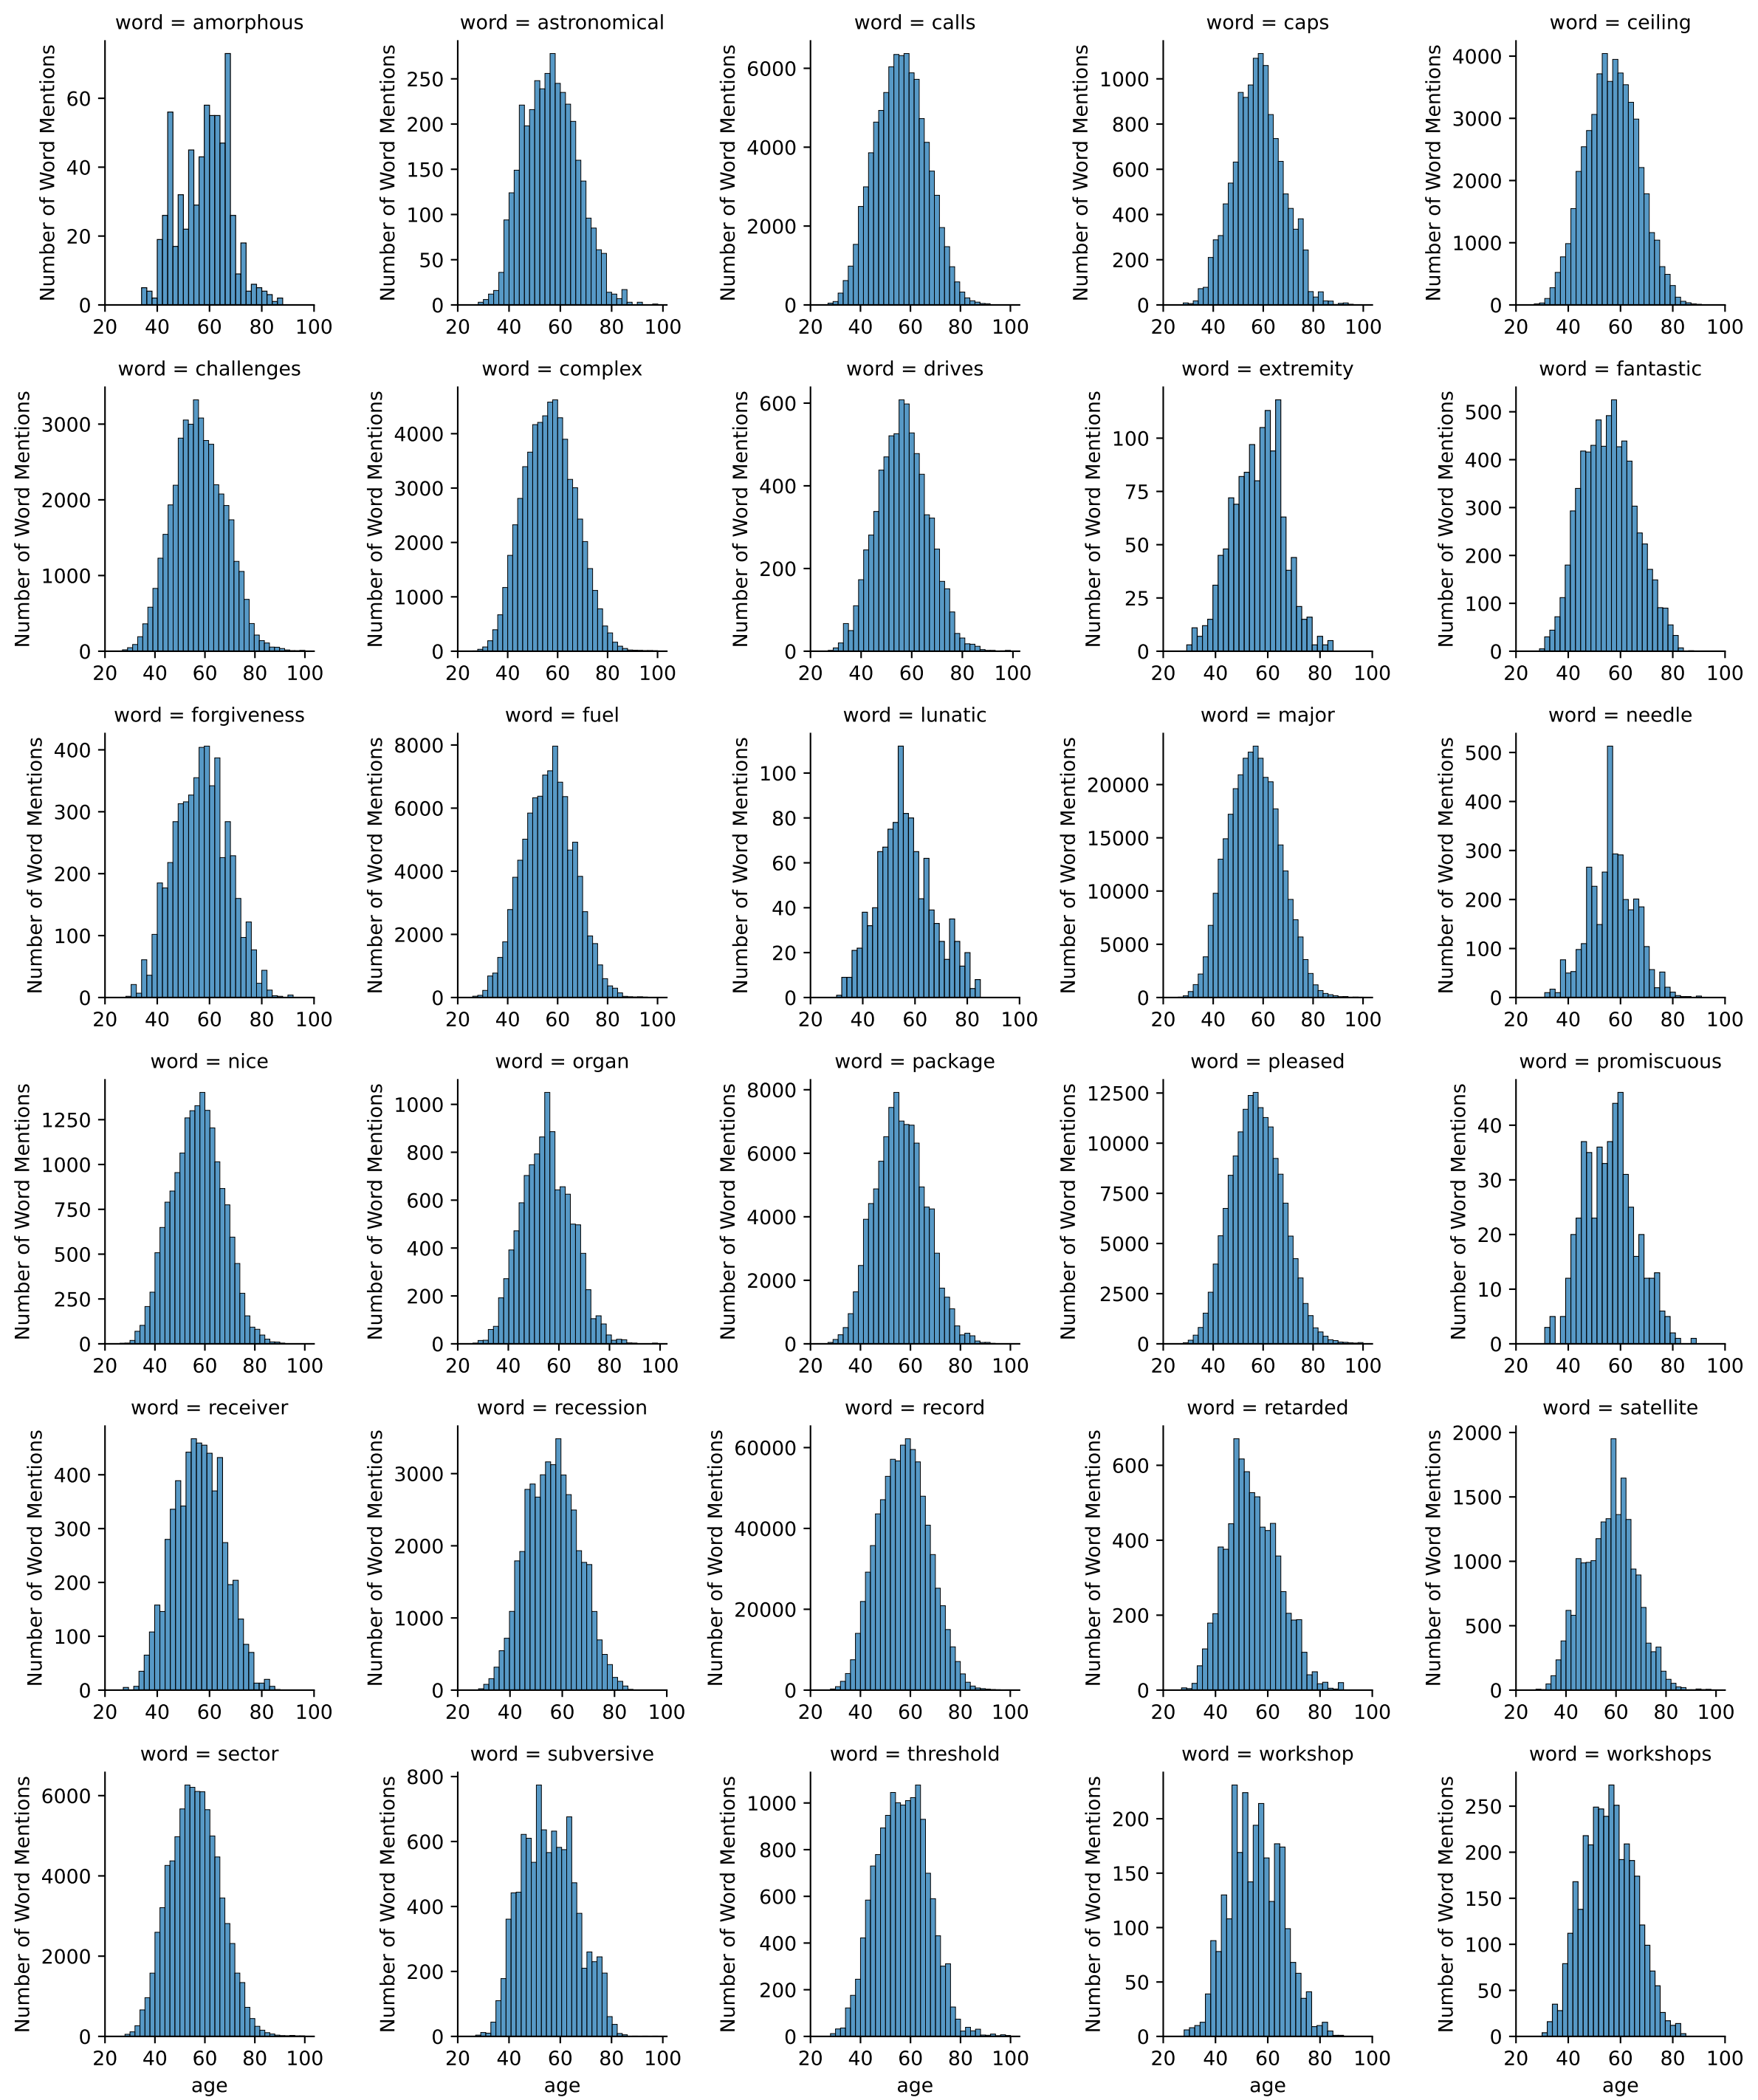 word = amorphous
Number of Word Mentions
60
40
20
0
20 40 60 80 100
word = astronomical
Number of Word Mentions
250
200
150
100
50
0
20 40 60 80 100
word = calls
Number of Word Mentions
6000
4000
2000
0
20 40 60 80 100
word = caps
Number of Word Mentions
1000
800
600
400
200
0
20 40 60 80 100
word = ceiling
Number of Word Mentions
4000
3000
2000
1000
0
20 40 60 80 100
word = challenges
Number of Word Mentions
3000
2000
1000
0
20 40 60 80 100
word = complex
Number of Word Mentions
4000
3000
2000
1000
0
20 40 60 80 100
word = drives
Number of Word Mentions
600
400
200
0
20 40 60 80 100
word = extremity
Number of Word Mentions
100
75
50
25
0
20 40 60 80 100
word = fantastic
Number of Word Mentions
500
400
300
200
100
0
20 40 60 80 100
word = forgiveness
Number of Word Mentions
400
300
200
100
0
20 40 60 80 100
word = fuel
Number of Word Mentions
8000
6000
4000
2000
0
20 40 60 80 100
word = lunatic
Number of Word Mentions
100
80
60
40
20
0
20 40 60 80 100
word = major
Number of Word Mentions
20000
15000
10000
5000
0
20 40 60 80 100
word = needle
Number of Word Mentions
500
400
300
200
100
0
20 40 60 80 100
word = nice
Number of Word Mentions
1250
1000
750
500
250
0
20 40 60 80 100
word = organ
Number of Word Mentions
1000
800
600
400
200
0
20 40 60 80 100
word = package
Number of Word Mentions
8000
6000
4000
2000
0
20 40 60 80 100
word = pleased
Number of Word Mentions
12500
10000
7500
5000
2500
0
20 40 60 80 100
word = promiscuous
Number of Word Mentions
40
30
20
10
0
20 40 60 80 100
word = receiver
Number of Word Mentions
400
300
200
100
0
20 40 60 80 100
word = recession
Number of Word Mentions
3000
2000
1000
0
20 40 60 80 100
word = record
Number of Word Mentions
60000
40000
20000
0
20 40 60 80 100
word = retarded
Number of Word Mentions
600
400
200
0
20 40 60 80 100
word = satellite
Number of Word Mentions
2000
1500
1000
500
0
20 40 60 80 100
word = sector
Number of Word Mentions
6000
4000
2000
0
20 40 60 80 100
age
word = subversive
Number of Word Mentions
800
600
400
200
0
20 40 60 80 100
age
word = threshold
Number of Word Mentions
1000
800
600
400
200
0
20 40 60 80 100
age
word = workshop
Number of Word Mentions
200
150
100
50
0
20 40 60 80 100
age
word = workshops
Number of Word Mentions
250
200
150
100
50
0
20 40 60 80 100
age